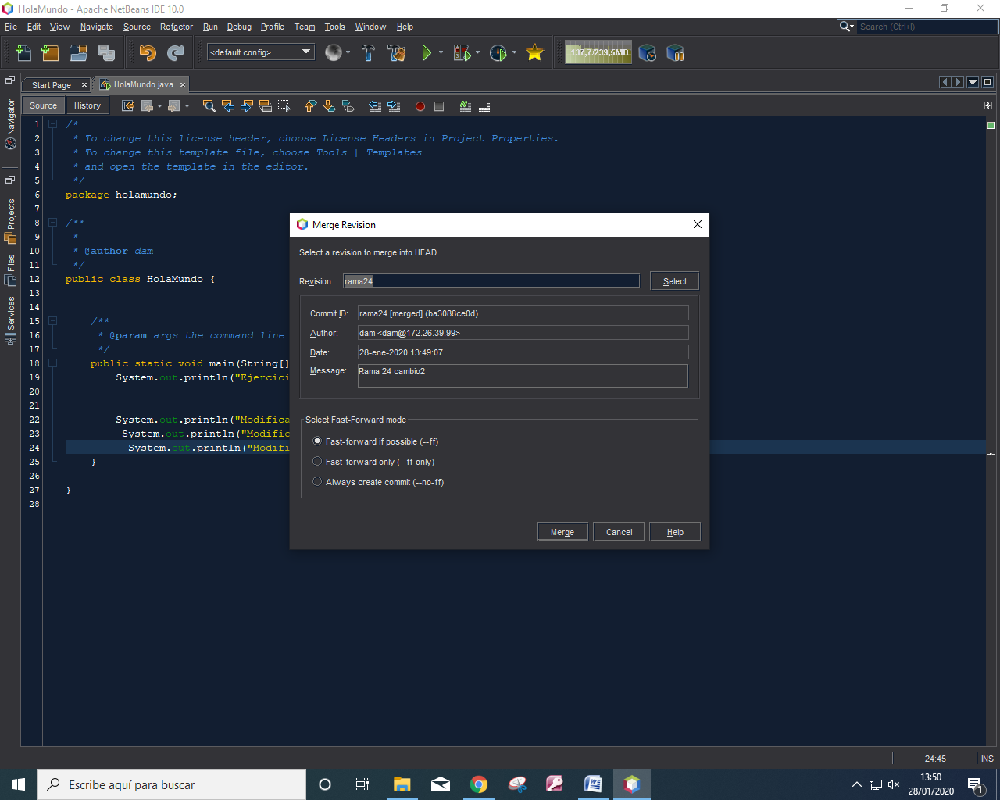 HolaMundo - Apache NetBeans IDE 10.0
File Edit View Navigate Source Refactor Run Debug Profile Team Tools Window Help
Search (Ctrl+I)
<default config>
137,7/239,5MB
Start Page
HolaMundo.java
Source History
Navigator
Projects
Files
Services
1 /*
2 * To change this license header, choose License Headers in Project Properties.
3 * To change this template file, choose Tools | Templates
4 * and open the template in the editor.
5 */
6 package holamundo;
7
8 /**
9 *
10 * @author dam
11 */
12 public class HolaMundo {
13
14
15 /**
16 * @param args the command line
17 */
18 public static void main(String[]
19 System.out.println("Ejercici
20
21
22 System.out.println("Modifica
23 System.out.println("Modific
24 System.out.println("Modifi
25 }
26
27 }
28
Merge Revision
Select a revision to merge into HEAD
Revision: rama24 Select
Commit ID: rama24 [merged] (ba3088ce0d)
Author: dam <dam@172.26.39.99>
Date: 28-ene-2020 13:49:07
Message: Rama 24 cambio2
Select Fast-Forward mode
Fast-forward if possible (--ff)
Fast-forward only (--ff-only)
Always create commit (--no-ff)
Merge Cancel Help
24:45 INS
Escribe aquí para buscar
13:50
28/01/2020
1